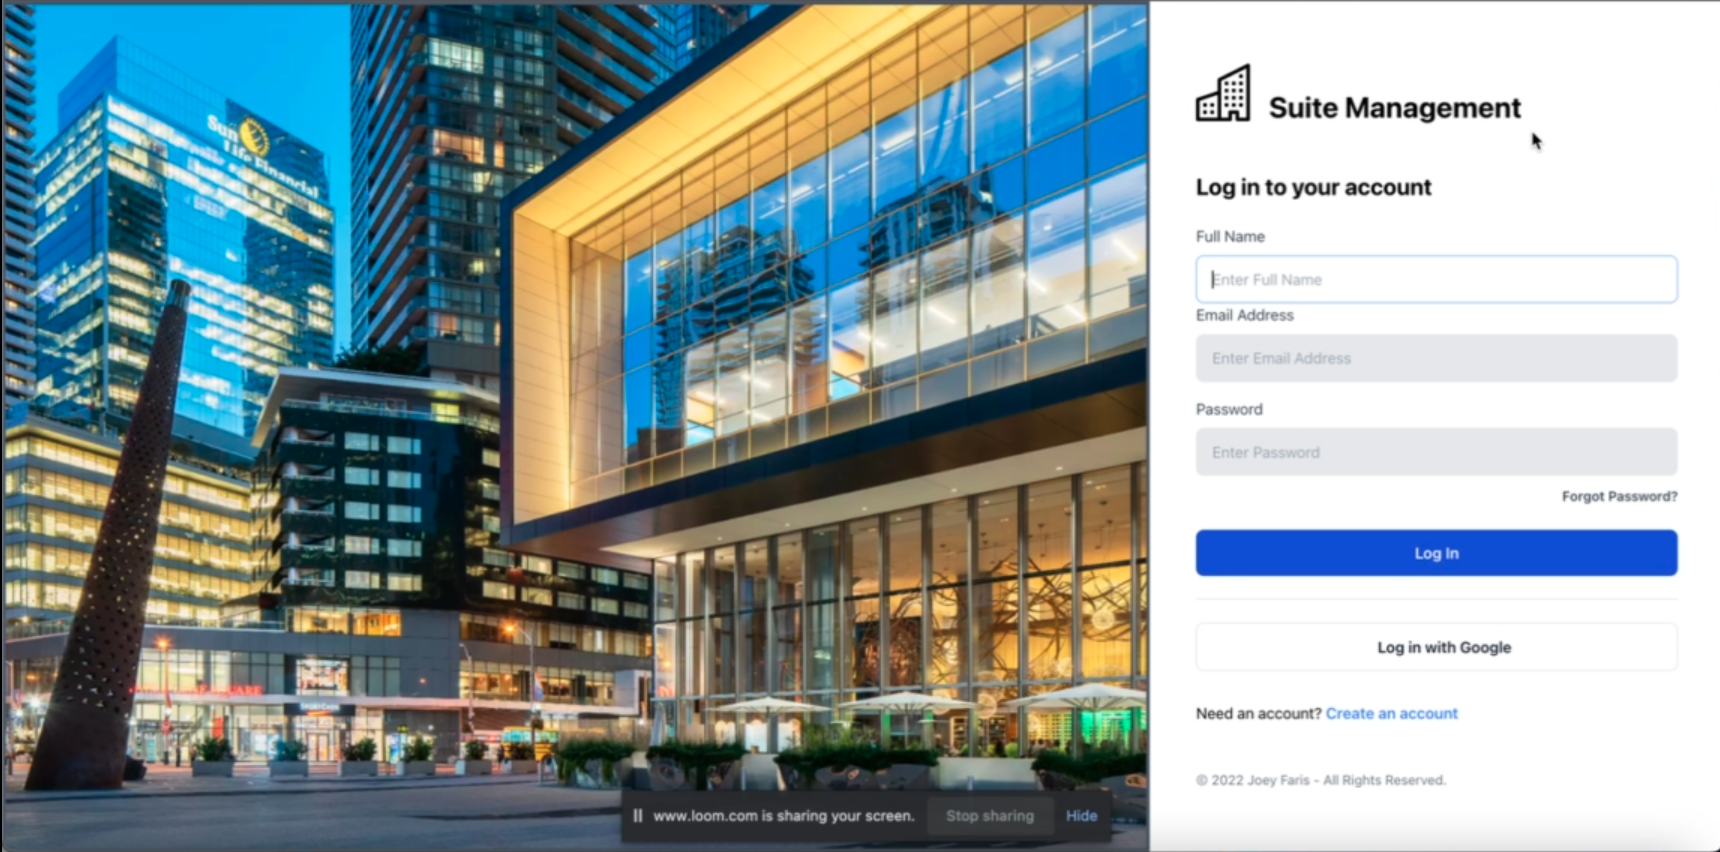 Sun
Life Financial
Suite Management
Log in to your account
Full Name
Enter Full Name
Email Address
Enter Email Address
Password
Enter Password
Forgot Password?
Log In
Log in with Google
Need an account? Create an account
© 2022 Joey Faris - All Rights Reserved.
www.loom.com is sharing your screen.
Stop sharing
Hide